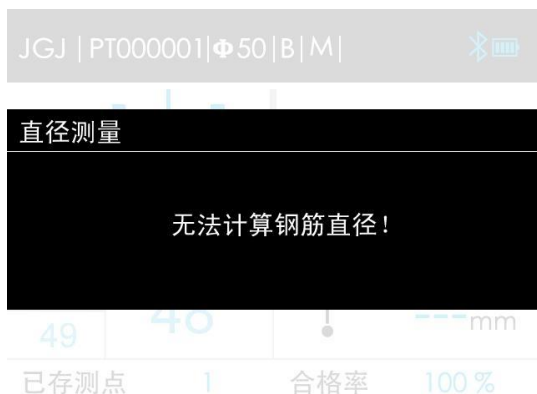 JGJ | PT000001|Φ50|B|M|
直径测量
无法计算钢筋直径!
49
48
---mm
已存测点 1 合格率 100%